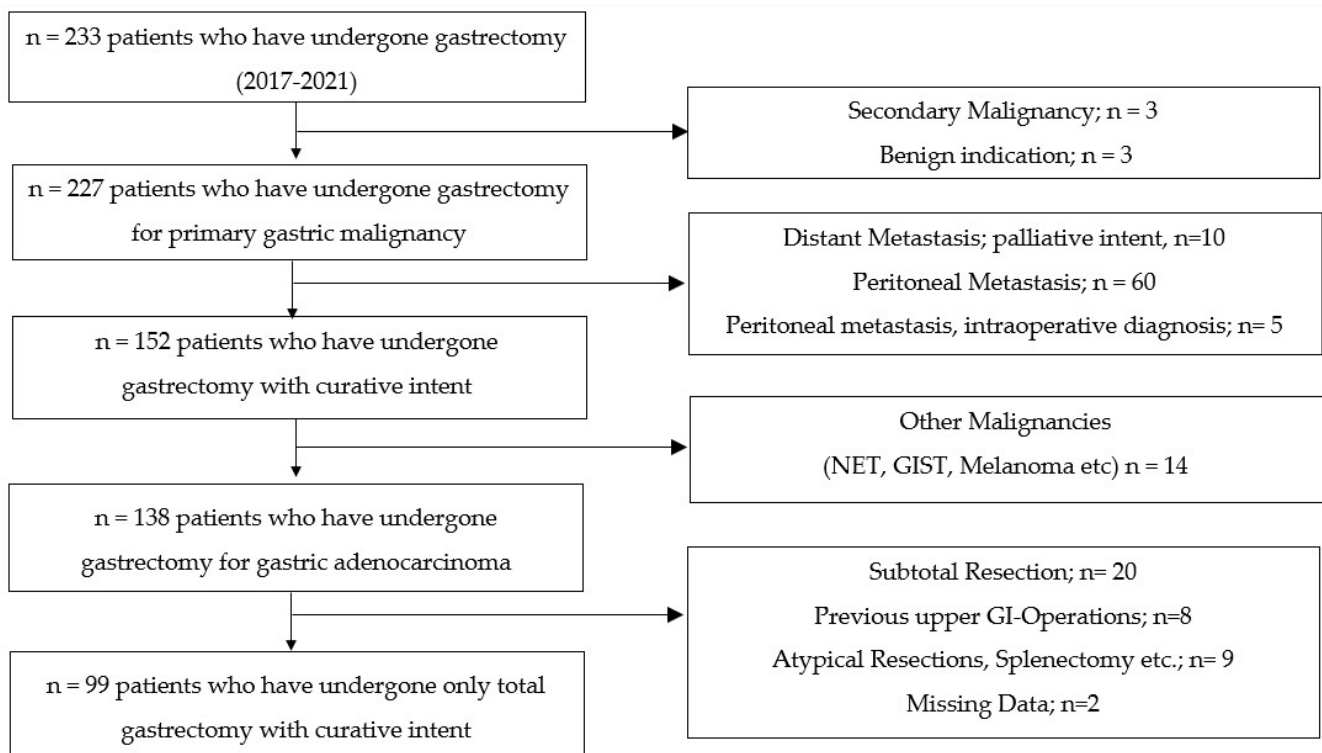 n = 233 patients who have undergone gastrectomy
(2017-2021)
Secondary Malignancy; n = 3
Benign indication; n = 3
n = 227 patients who have undergone gastrectomy
for primary gastric malignancy
Distant Metastasis; palliative intent, n=10
Peritoneal Metastasis; n = 60
Peritoneal metastasis, intraoperative diagnosis; n= 5
n = 152 patients who have undergone
gastrectomy with curative intent
Other Malignancies
(NET, GIST, Melanoma etc) n = 14
n = 138 patients who have undergone
gastrectomy for gastric adenocarcinoma
Subtotal Resection; n= 20
Previous upper GI-Operations; n=8
Atypical Resections, Splenectomy etc.; n= 9
Missing Data; n=2
n = 99 patients who have undergone only total
gastrectomy with curative intent